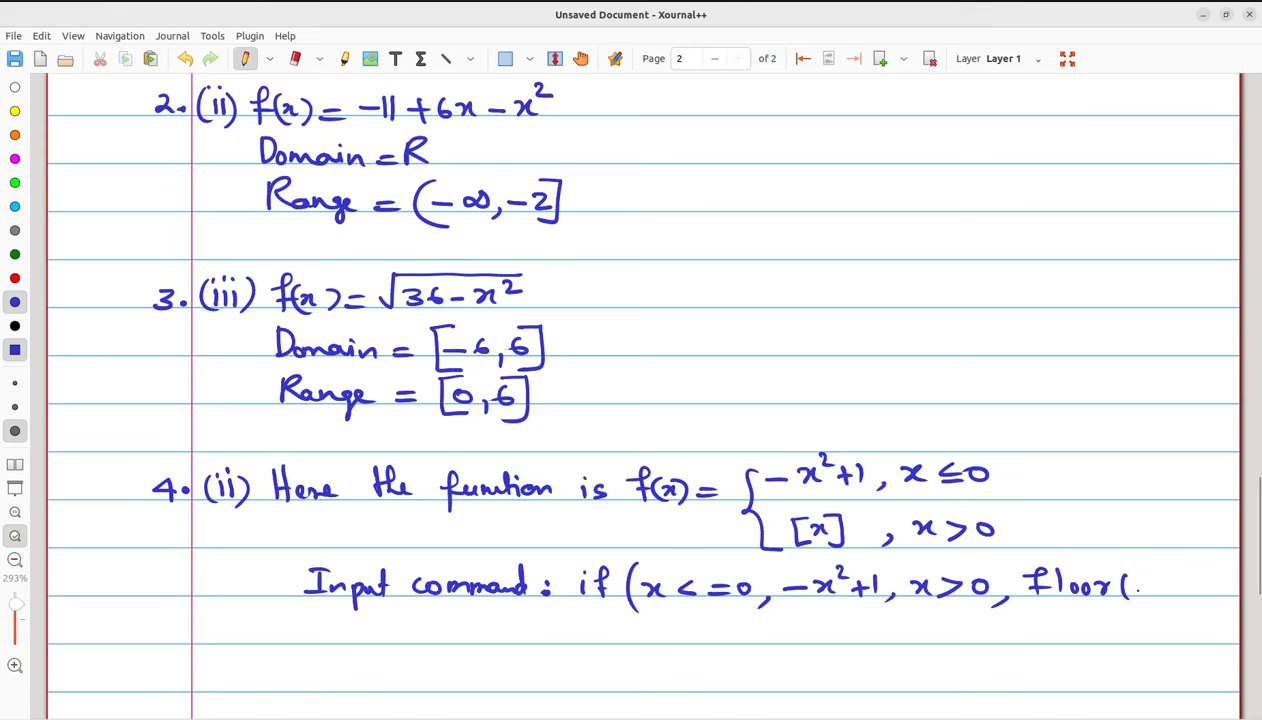 Unsaved Document - Xournal++
File Edit View Navigation Journal Tools Plugin Help
Page 2 of 2 Layer Layer 1
2. (ii) f(x) = -11 + 6x - x²
Domain = R
Range = (-∞, -2]
3. (iii) f(x) = √(36 - x²)
Domain = [-6, 6]
Range = [0, 6]
4. (ii) Here the function is f(x) = { -x²+1, x ≤ 0
[x] , x > 0
Input command: if (x <= 0, -x²+1, x > 0, floor(
293%